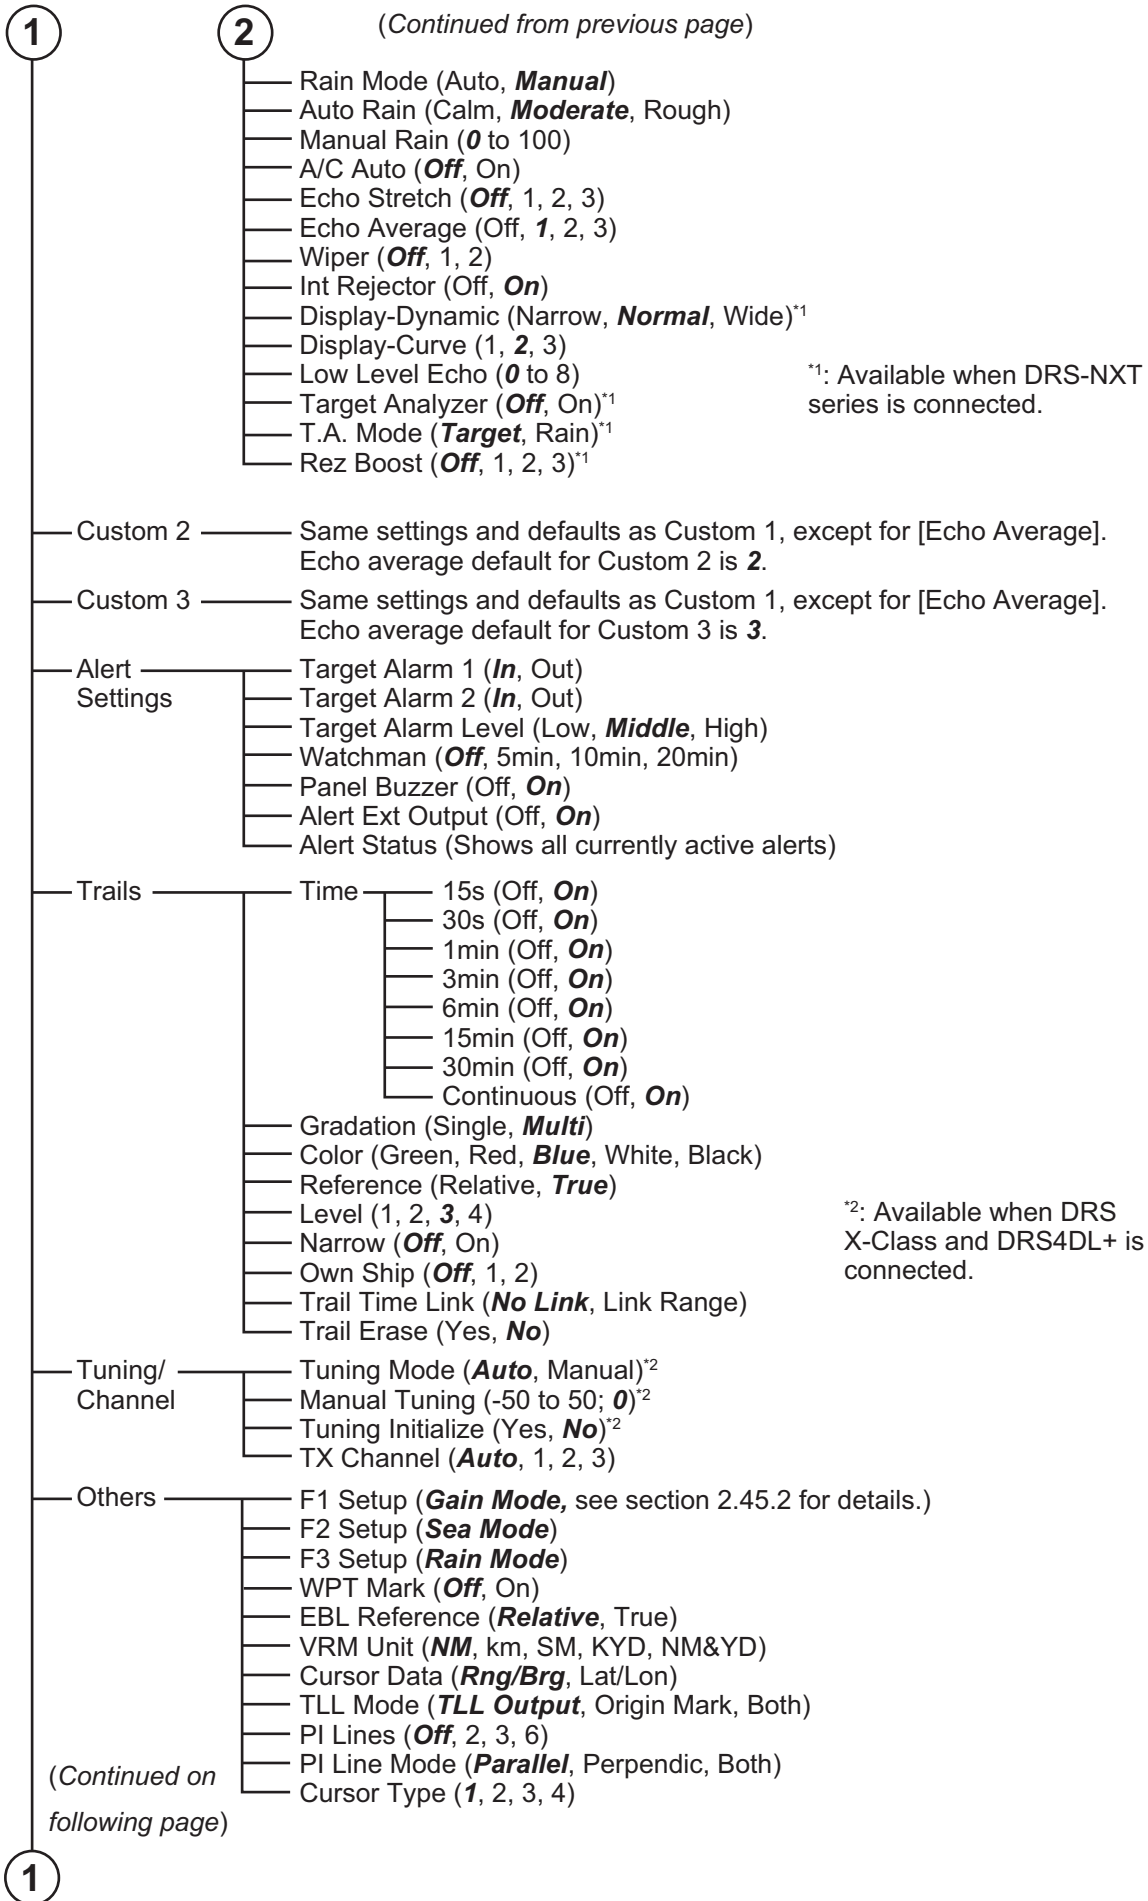 1
2
(Continued from previous page)
Rain Mode (Auto, Manual)
Auto Rain (Calm, Moderate, Rough)
Manual Rain (0 to 100)
A/C Auto (Off, On)
Echo Stretch (Off, 1, 2, 3)
Echo Average (Off, 1, 2, 3)
Wiper (Off, 1, 2)
Int Rejector (Off, On)
Display-Dynamic (Narrow, Normal, Wide)*1
Display-Curve (1, 2, 3)
Low Level Echo (0 to 8)
Target Analyzer (Off, On)*1
T.A. Mode (Target, Rain)*1
Rez Boost (Off, 1, 2, 3)*1
*1: Available when DRS-NXT
series is connected.
Custom 2
Same settings and defaults as Custom 1, except for [Echo Average].
Echo average default for Custom 2 is 2.
Custom 3
Same settings and defaults as Custom 1, except for [Echo Average].
Echo average default for Custom 3 is 3.
Alert
Settings
Target Alarm 1 (In, Out)
Target Alarm 2 (In, Out)
Target Alarm Level (Low, Middle, High)
Watchman (Off, 5min, 10min, 20min)
Panel Buzzer (Off, On)
Alert Ext Output (Off, On)
Alert Status (Shows all currently active alerts)
Trails
Time
15s (Off, On)
30s (Off, On)
1min (Off, On)
3min (Off, On)
6min (Off, On)
15min (Off, On)
30min (Off, On)
Continuous (Off, On)
Gradation (Single, Multi)
Color (Green, Red, Blue, White, Black)
Reference (Relative, True)
Level (1, 2, 3, 4)
Narrow (Off, On)
Own Ship (Off, 1, 2)
Trail Time Link (No Link, Link Range)
Trail Erase (Yes, No)
*2: Available when DRS
X-Class and DRS4DL+ is
connected.
Tuning/
Channel
Tuning Mode (Auto, Manual)*2
Manual Tuning (-50 to 50; 0)*2
Tuning Initialize (Yes, No)*2
TX Channel (Auto, 1, 2, 3)
Others
F1 Setup (Gain Mode, see section 2.45.2 for details.)
F2 Setup (Sea Mode)
F3 Setup (Rain Mode)
WPT Mark (Off, On)
EBL Reference (Relative, True)
VRM Unit (NM, km, SM, KYD, NM&YD)
Cursor Data (Rng/Brg, Lat/Lon)
TLL Mode (TLL Output, Origin Mark, Both)
PI Lines (Off, 2, 3, 6)
PI Line Mode (Parallel, Perpendic, Both)
Cursor Type (1, 2, 3, 4)
(Continued on
following page)
1